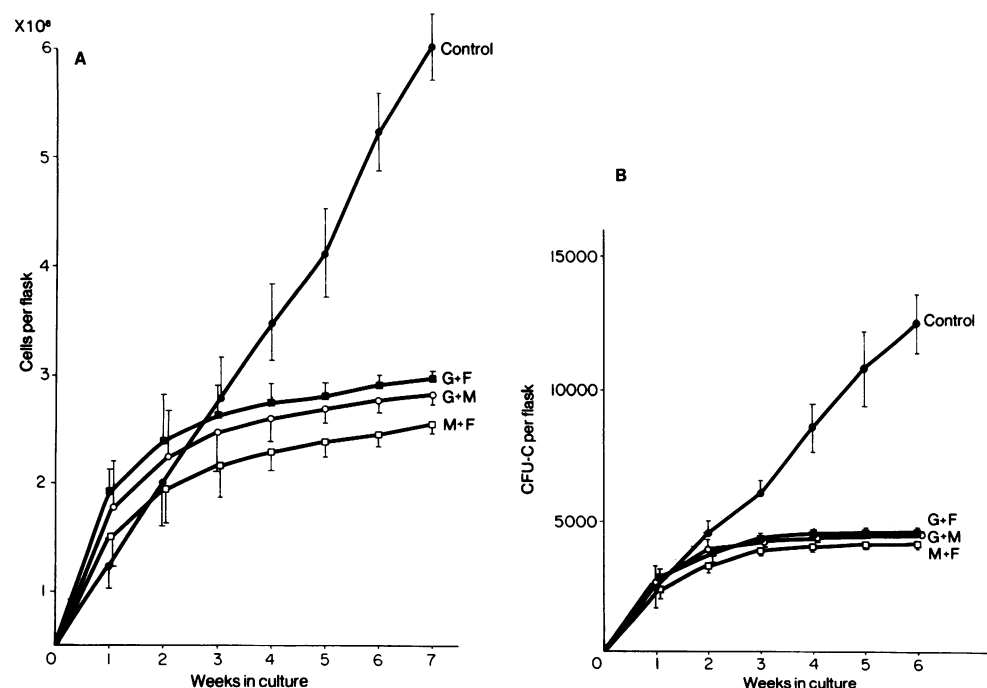 X10⁶
A
6
5
4
3
2
1
0
Cells per flask
1 2 3 4 5 6 7
Weeks in culture
Control
G+F
G+M
M+F
B
15000
10000
5000
0
CFU-C per flask
1 2 3 4 5 6
Weeks in culture
Control
G+F
G+M
M+F